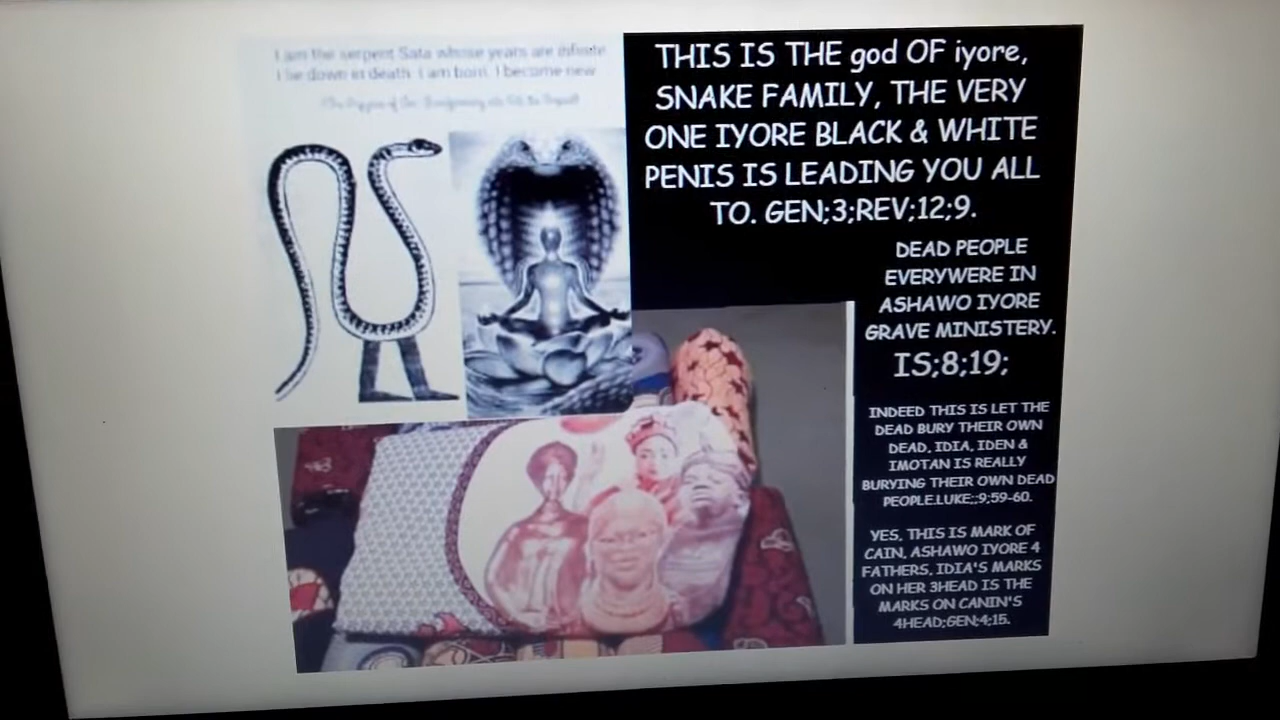 I am the serpent Sata whose years are infinite.
I lie down in death. I am born. I become new
THIS IS THE god OF iyore,
SNAKE FAMILY, THE VERY
ONE IYORE BLACK & WHITE
PENIS IS LEADING YOU ALL
TO. GEN;3;REV;12;9.
DEAD PEOPLE
EVERYWERE IN
ASHAWO IYORE
GRAVE MINISTERY.
IS;8;19;
INDEED THIS IS LET THE
DEAD BURY THEIR OWN
DEAD, IDIA, IDEN &
IMOTAN IS REALLY
BURYING THEIR OWN DEAD
PEOPLE.LUKE;;9;59-60.
YES, THIS IS MARK OF
CAIN, ASHAWO IYORE 4
FATHERS, IDIA'S MARKS
ON HER 3HEAD IS THE
MARKS ON CANIN'S
4HEAD;GEN;4;15.